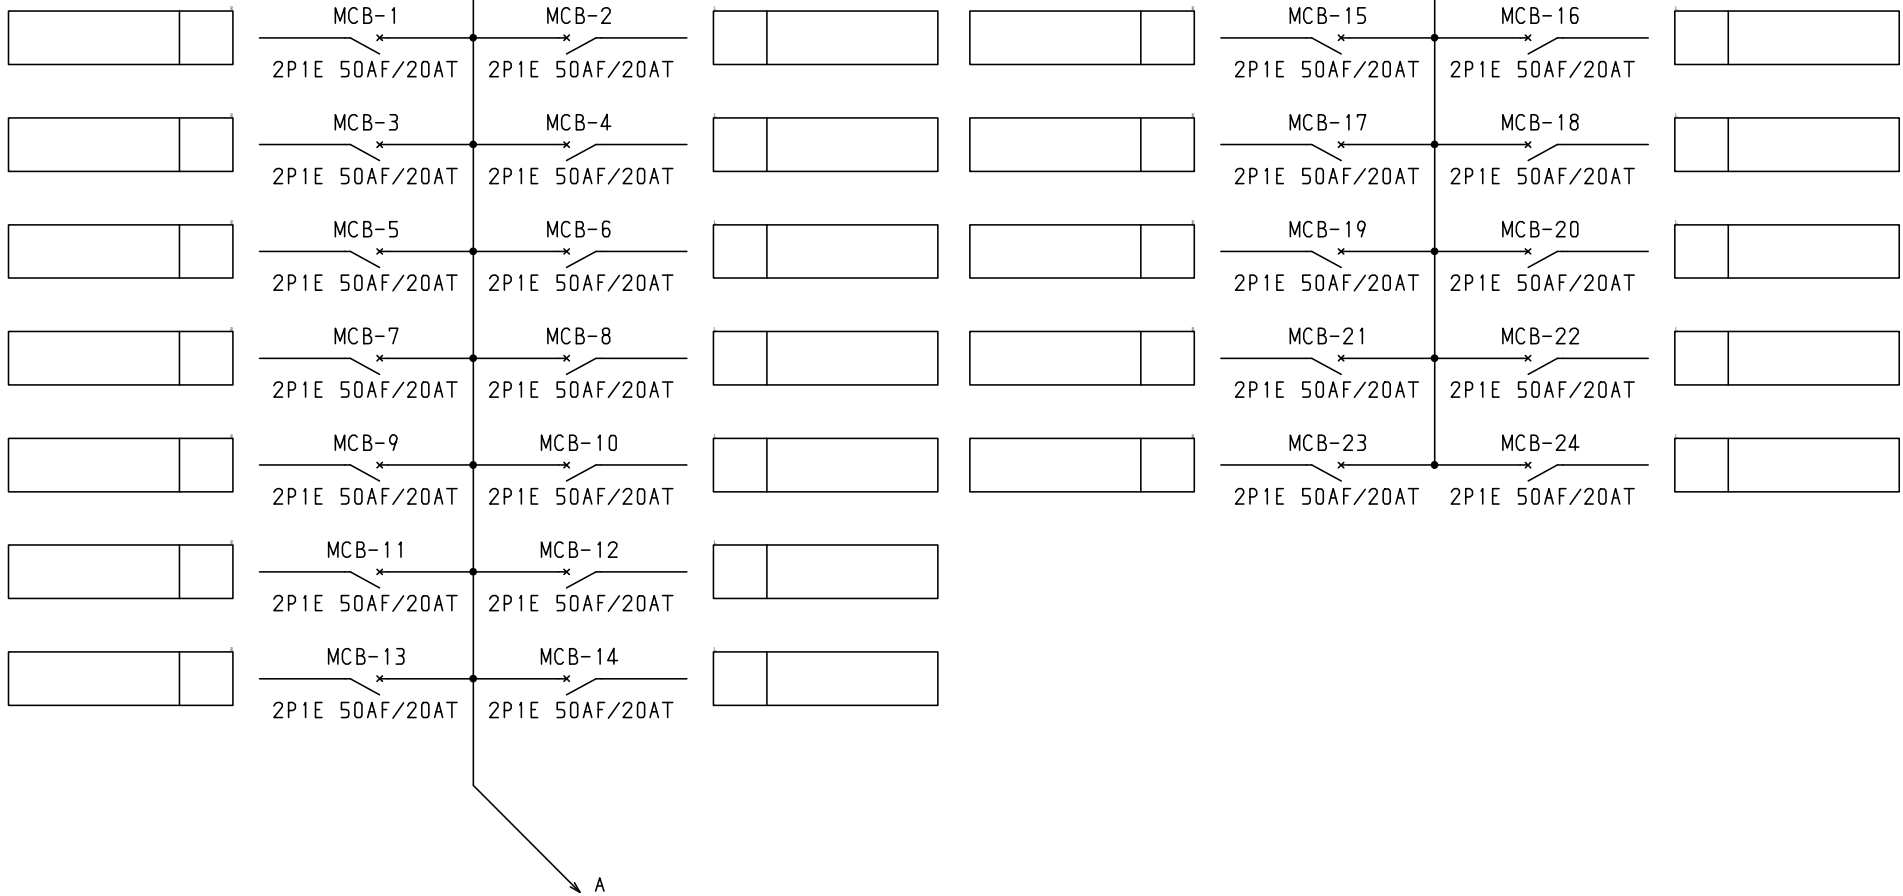 MCB-1 MCB-2 MCB-15 MCB-16
2P1E 50AF/20AT 2P1E 50AF/20AT 2P1E 50AF/20AT 2P1E 50AF/20AT
MCB-3 MCB-4 MCB-17 MCB-18
2P1E 50AF/20AT 2P1E 50AF/20AT 2P1E 50AF/20AT 2P1E 50AF/20AT
MCB-5 MCB-6 MCB-19 MCB-20
2P1E 50AF/20AT 2P1E 50AF/20AT 2P1E 50AF/20AT 2P1E 50AF/20AT
MCB-7 MCB-8 MCB-21 MCB-22
2P1E 50AF/20AT 2P1E 50AF/20AT 2P1E 50AF/20AT 2P1E 50AF/20AT
MCB-9 MCB-10 MCB-23 MCB-24
2P1E 50AF/20AT 2P1E 50AF/20AT 2P1E 50AF/20AT 2P1E 50AF/20AT
MCB-11 MCB-12
2P1E 50AF/20AT 2P1E 50AF/20AT
MCB-13 MCB-14
2P1E 50AF/20AT 2P1E 50AF/20AT
A